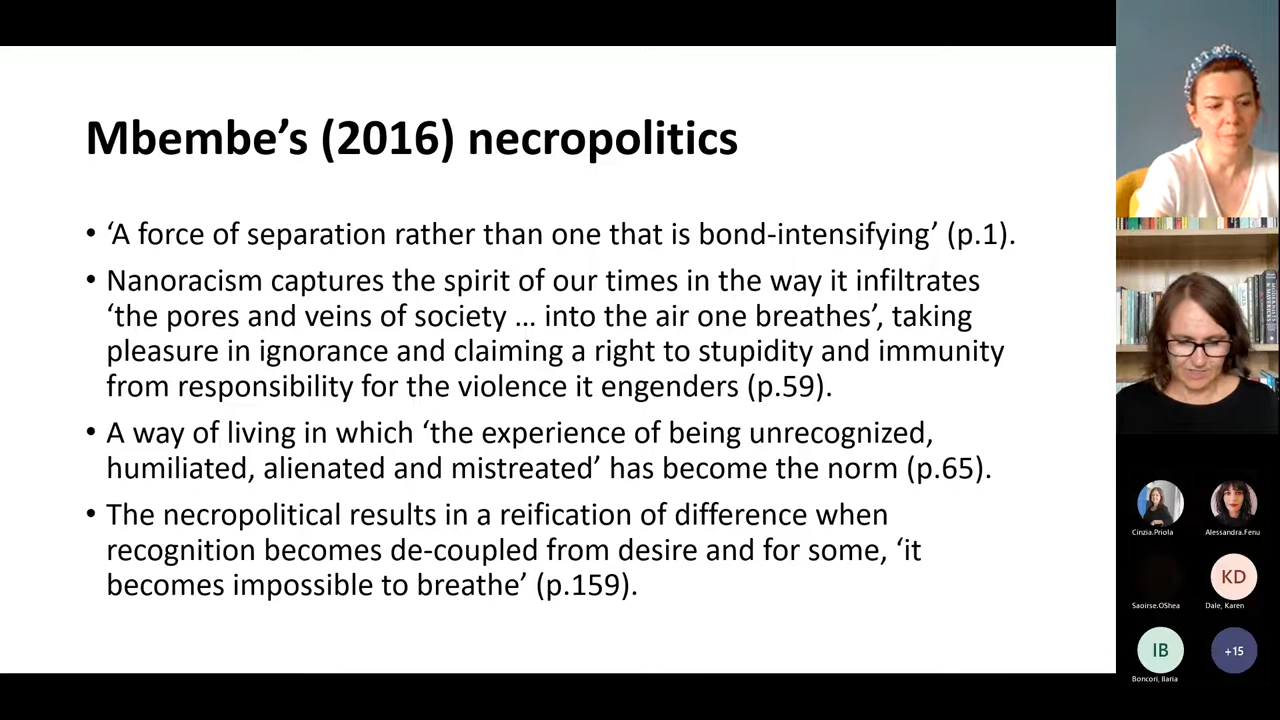 Mbembe’s (2016) necropolitics
• ‘A force of separation rather than one that is bond-intensifying’ (p.1).
• Nanoracism captures the spirit of our times in the way it infiltrates
‘the pores and veins of society … into the air one breathes’, taking
pleasure in ignorance and claiming a right to stupidity and immunity
from responsibility for the violence it engenders (p.59).
• A way of living in which ‘the experience of being unrecognized,
humiliated, alienated and mistreated’ has become the norm (p.65).
• The necropolitical results in a reification of difference when
recognition becomes de-coupled from desire and for some, ‘it
becomes impossible to breathe’ (p.159).
Cinzia.Priola
Alessandra.Fenu
Saoirse.OShea
KD
Dale, Karen
IB
Boncori, Ilaria
+15